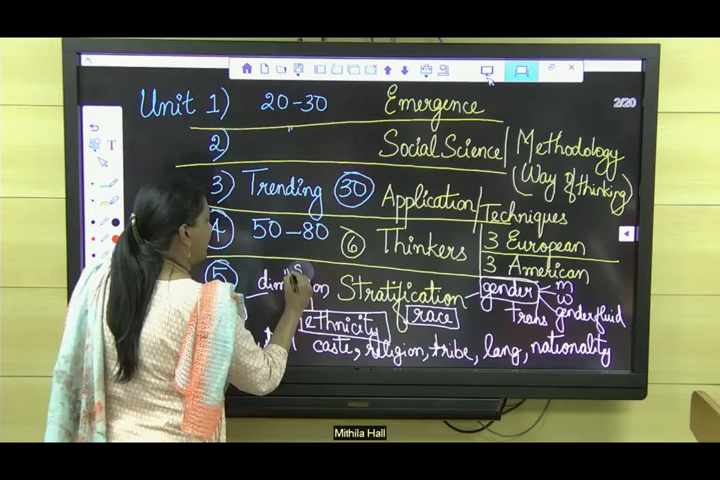 2/20
Unit 1) 20-30 Emergence
2) " Social Science Methodology
(Way of thinking)
3) Trending 30 Application/Techniques
4 50-80 6 Thinkers 3 European
3 American
5 Stratification gender m
w
trans genderfluid
ethnicity race
caste, religion, tribe, lang, nationality
Mithila Hall